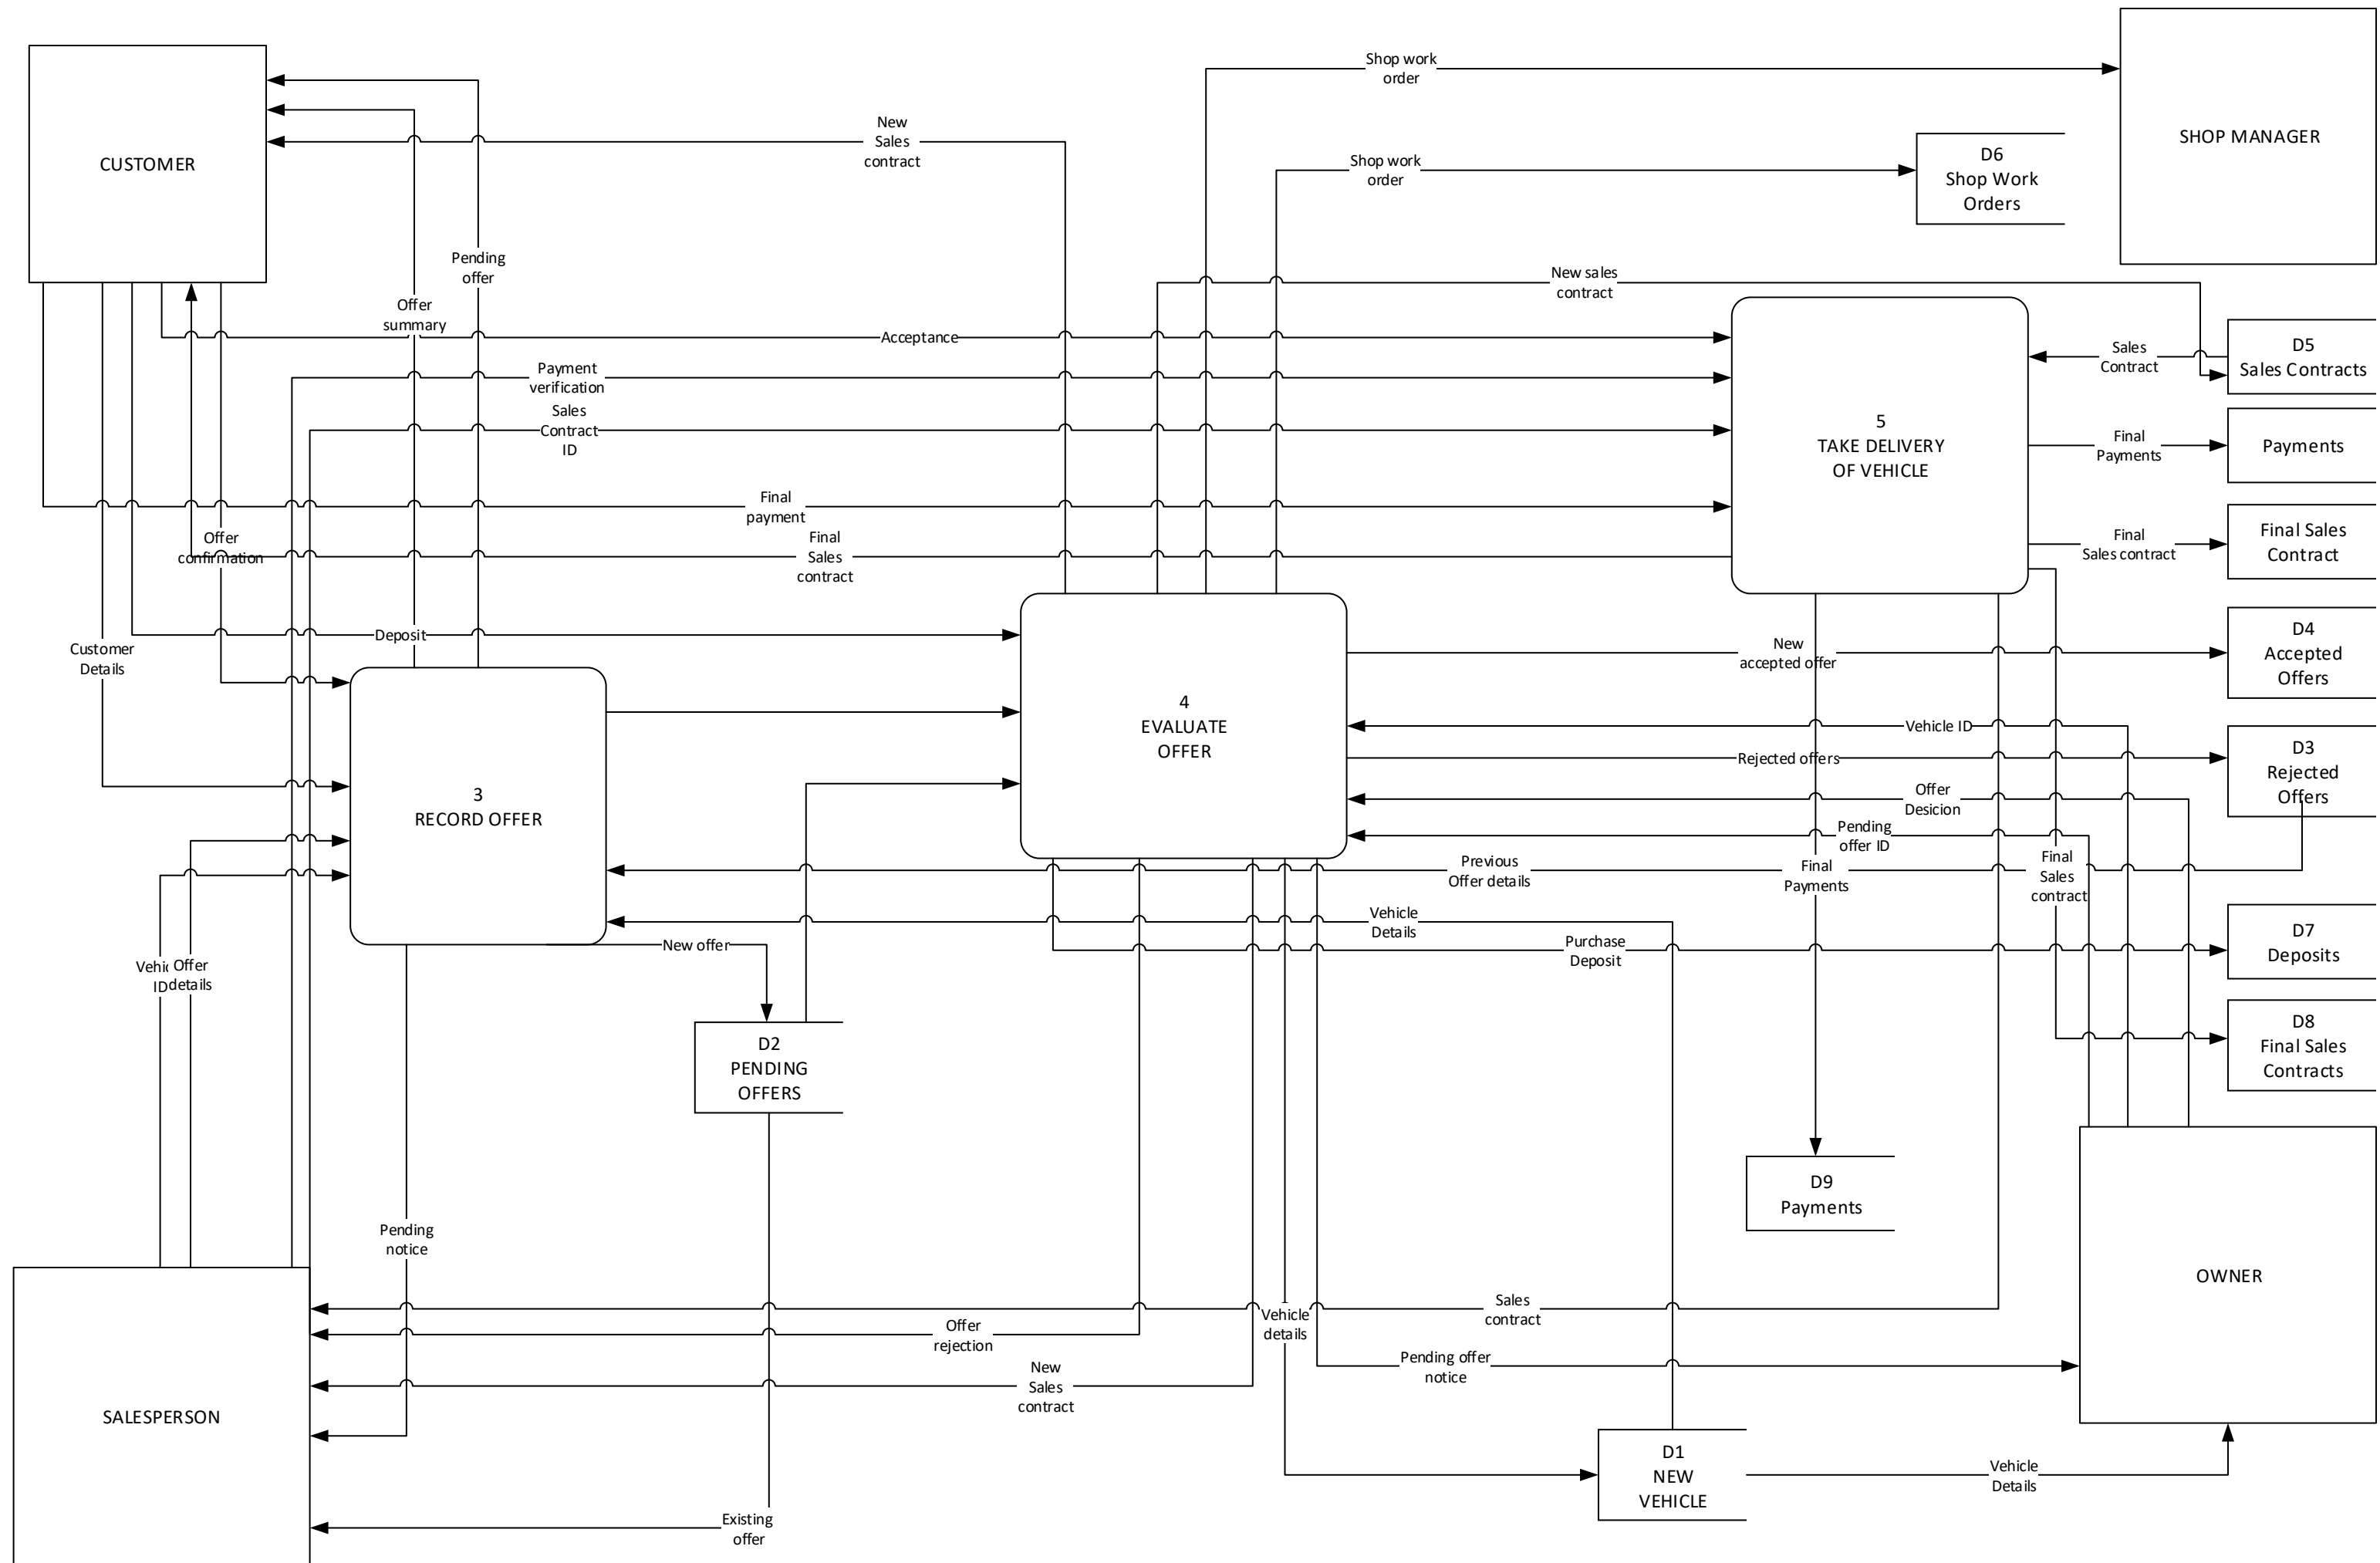 Shop work
order
CUSTOMER
SHOP MANAGER
New
Sales
contract
D6
Shop Work
Orders
Shop work
order
Pending
offer
New sales
contract
Offer
summary
Acceptance
Sales
Contract
D5
Sales Contracts
Payment
verification
Sales
Contract
ID
5
TAKE DELIVERY
OF VEHICLE
Final
Payments
Payments
Final
payment
Offer
confirmation
Final
Sales
contract
Final
Sales contract
Final Sales
Contract
Deposit
Customer
Details
New
accepted offer
D4
Accepted
Offers
4
EVALUATE
OFFER
Vehicle ID
Rejected offers
D3
Rejected
Offers
3
RECORD OFFER
Offer
Desicion
Pending
offer ID
Previous
Offer details
Final
Payments
Final
Sales
contract
Vehicle
Details
New offer
Purchase
Deposit
D7
Deposits
ID
Offer
details
D2
PENDING
OFFERS
D8
Final Sales
Contracts
D9
Payments
Pending
notice
OWNER
Sales
contract
Vehicle
details
Offer
rejection
Pending offer
notice
New
Sales
contract
SALESPERSON
D1
NEW
VEHICLE
Vehicle
Details
Existing
offer